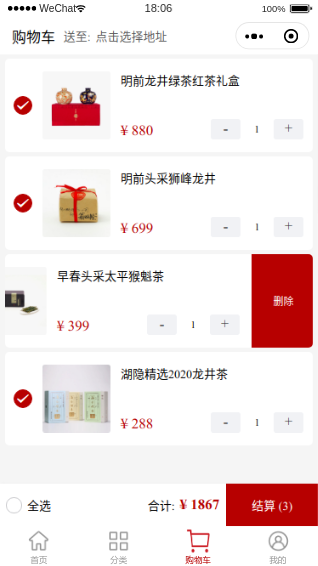 WeChat 18:06 100%
购物车 送至: 点击选择地址
明前龙井绿茶红茶礼盒
¥ 880 - 1 +
明前头采狮峰龙井
¥ 699 - 1 +
早春头采太平猴魁茶
¥ 399 - 1 + 删除
湖隐精选2020龙井茶
¥ 288 - 1 +
全选 合计: ¥ 1867 结算 (3)
首页 分类 购物车 我的